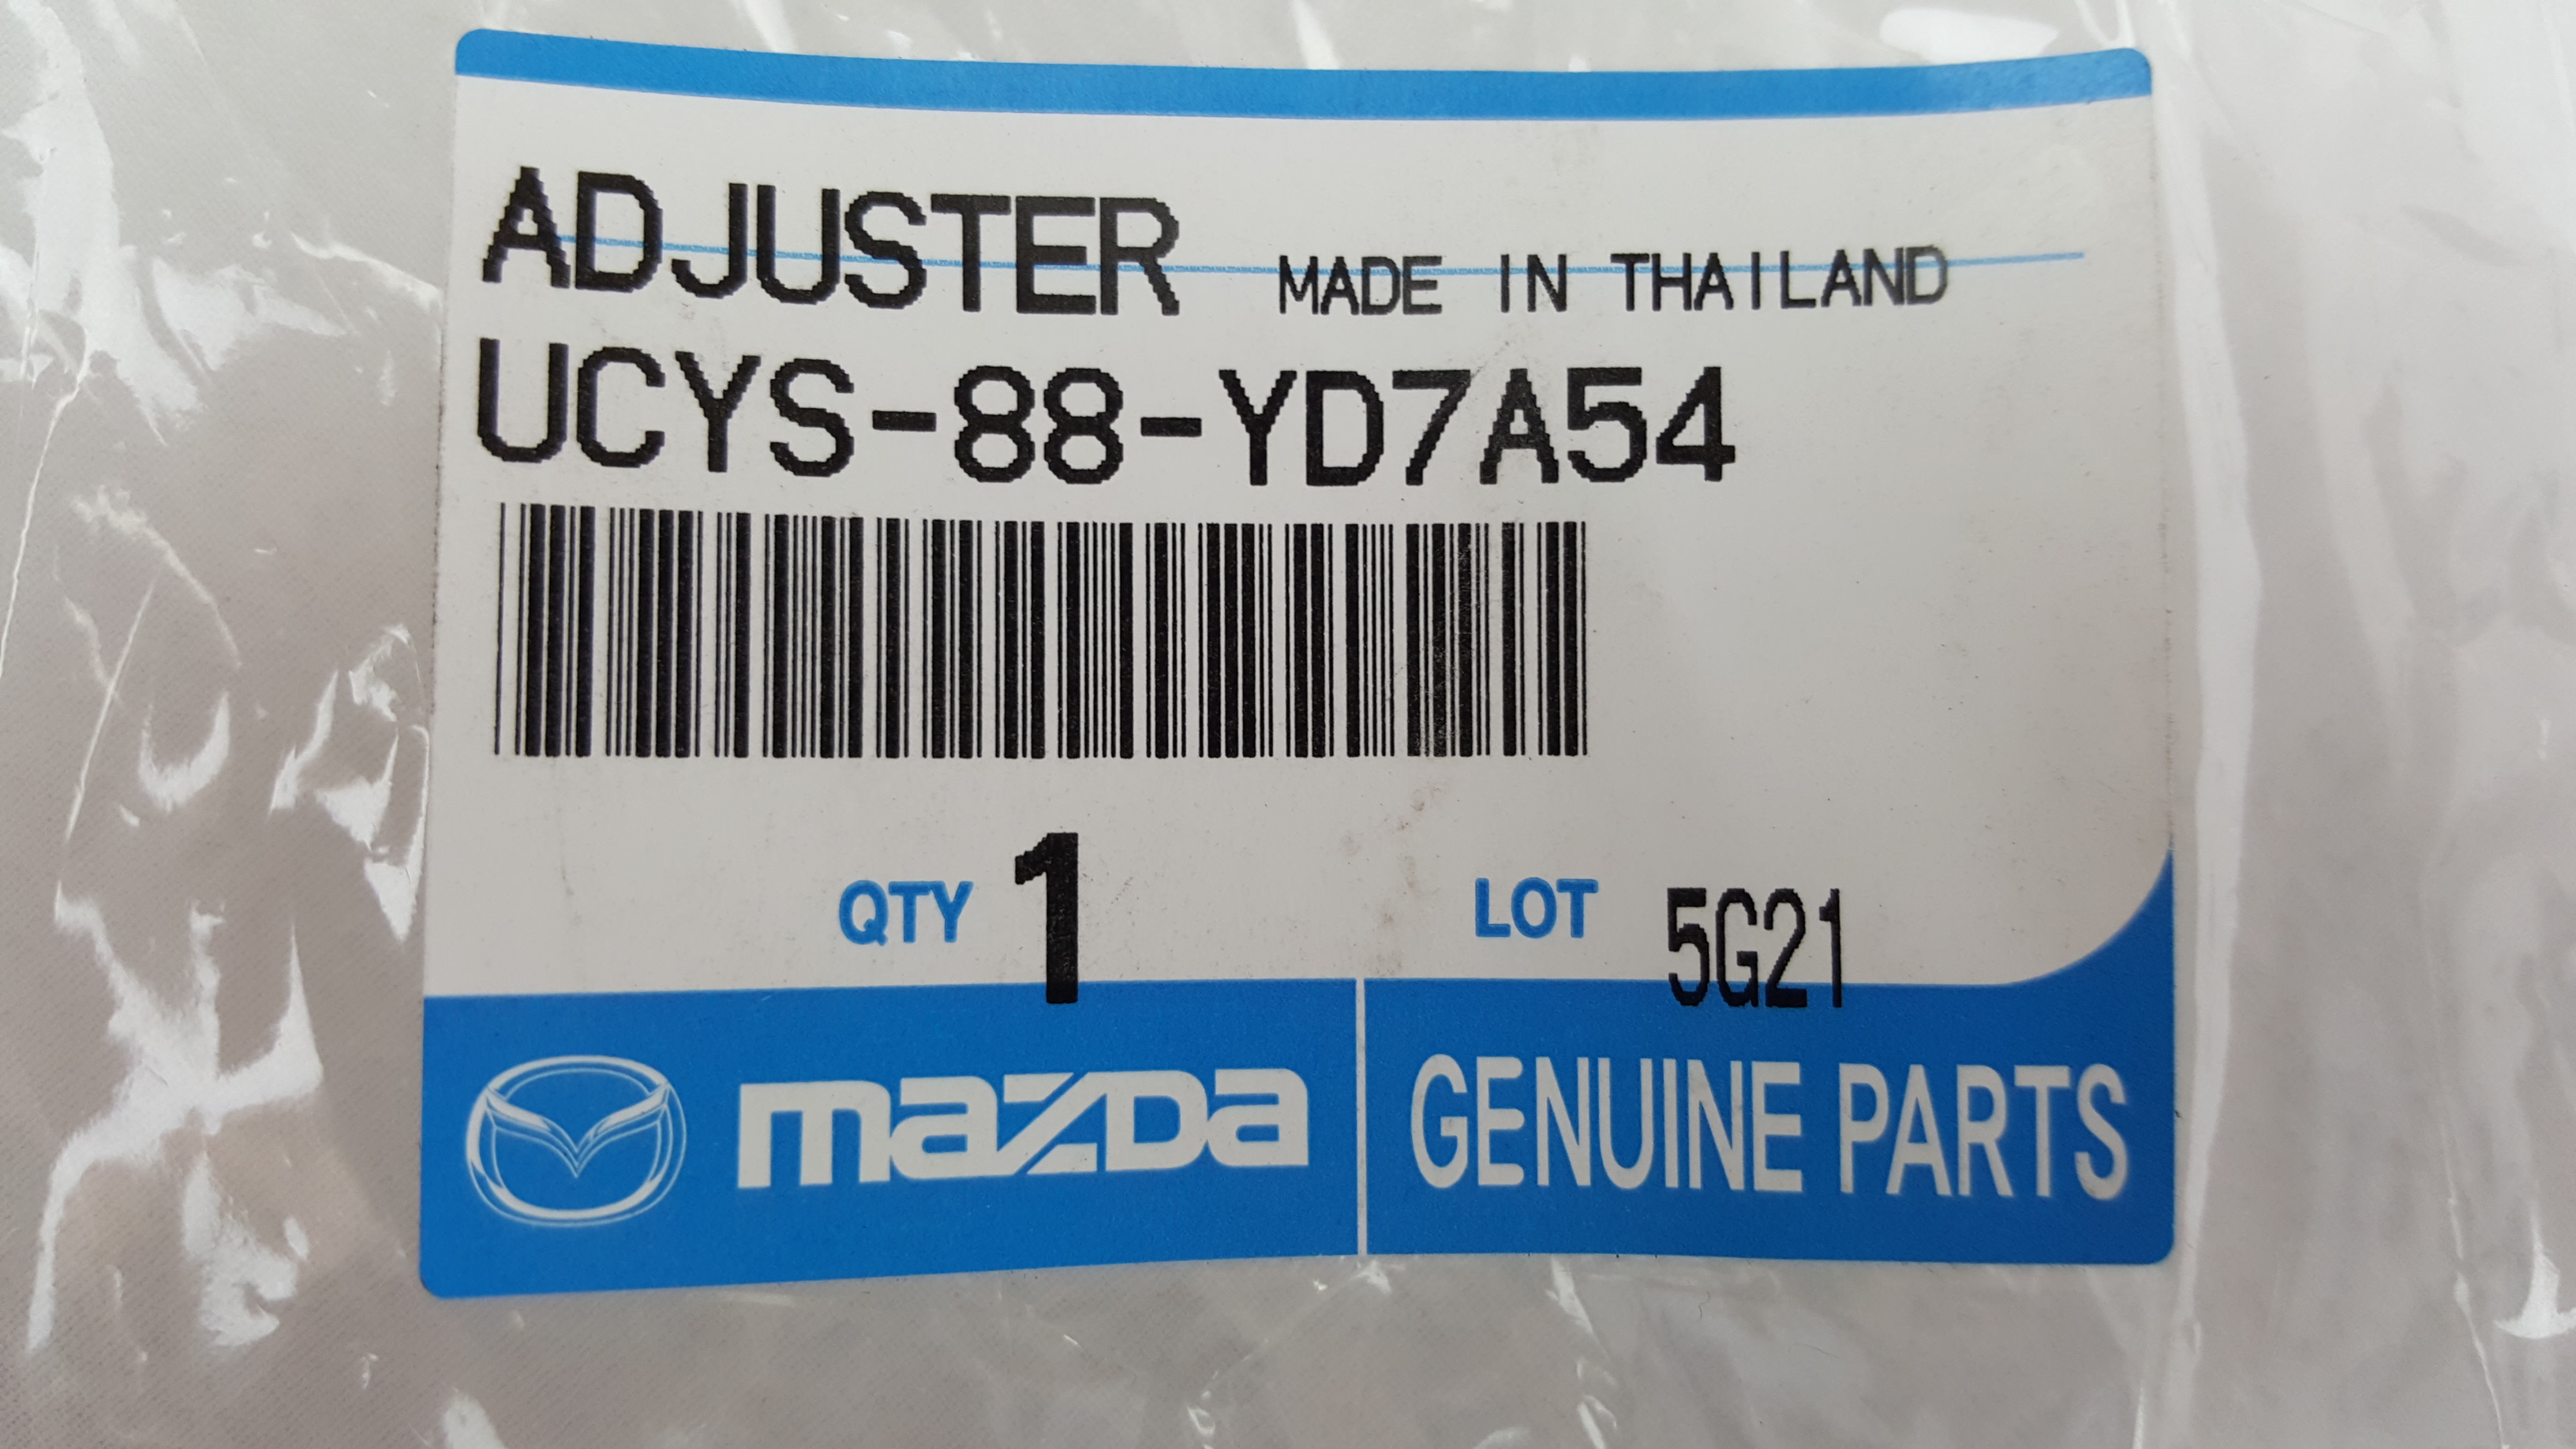 ADJUSTER MADE IN THAILAND
UCYS-88-YD7A54
QTY 1 LOT 5G21
mazDa GENUINE PARTS